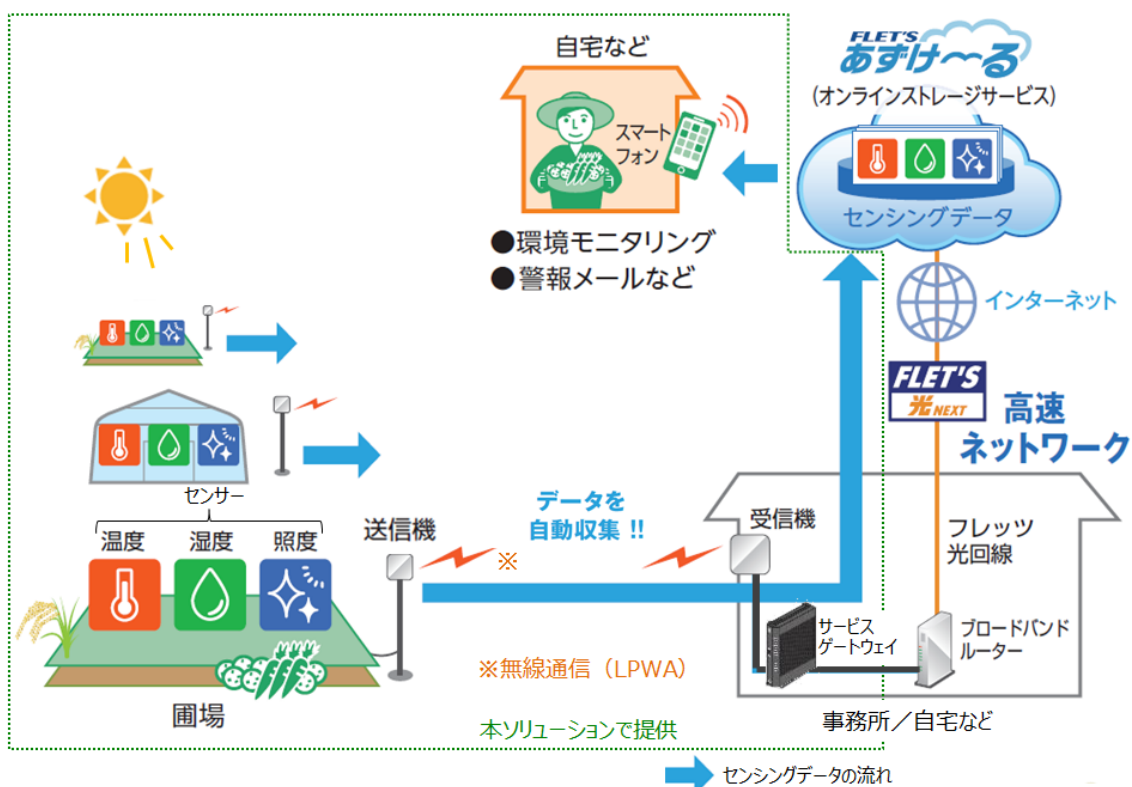 自宅など
スマート
フォン
●環境モニタリング
●警報メールなど
FLET'S
あずけ〜る
(オンラインストレージサービス)
センシングデータ
インターネット
FLET'S
光NEXT
高速
ネットワーク
センサー
温度
湿度
照度
送信機
データを
自動収集!!
※
受信機
フレッツ
光回線
サービス
ゲートウェイ
ブロードバンド
ルーター
※無線通信（LPWA）
圃場
本ソリューションで提供
事務所／自宅など
センシングデータの流れ